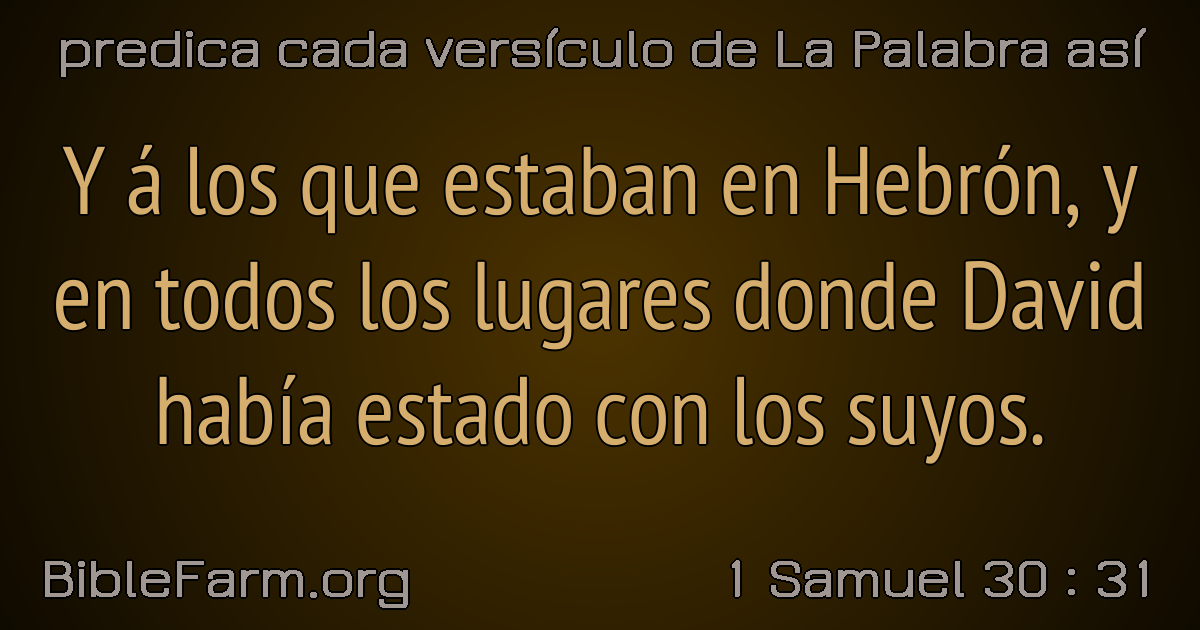 predica cada versículo de La Palabra así
Y á los que estaban en Hebrón, y
en todos los lugares donde David
había estado con los suyos.
BibleFarm.org
1 Samuel 30 : 31